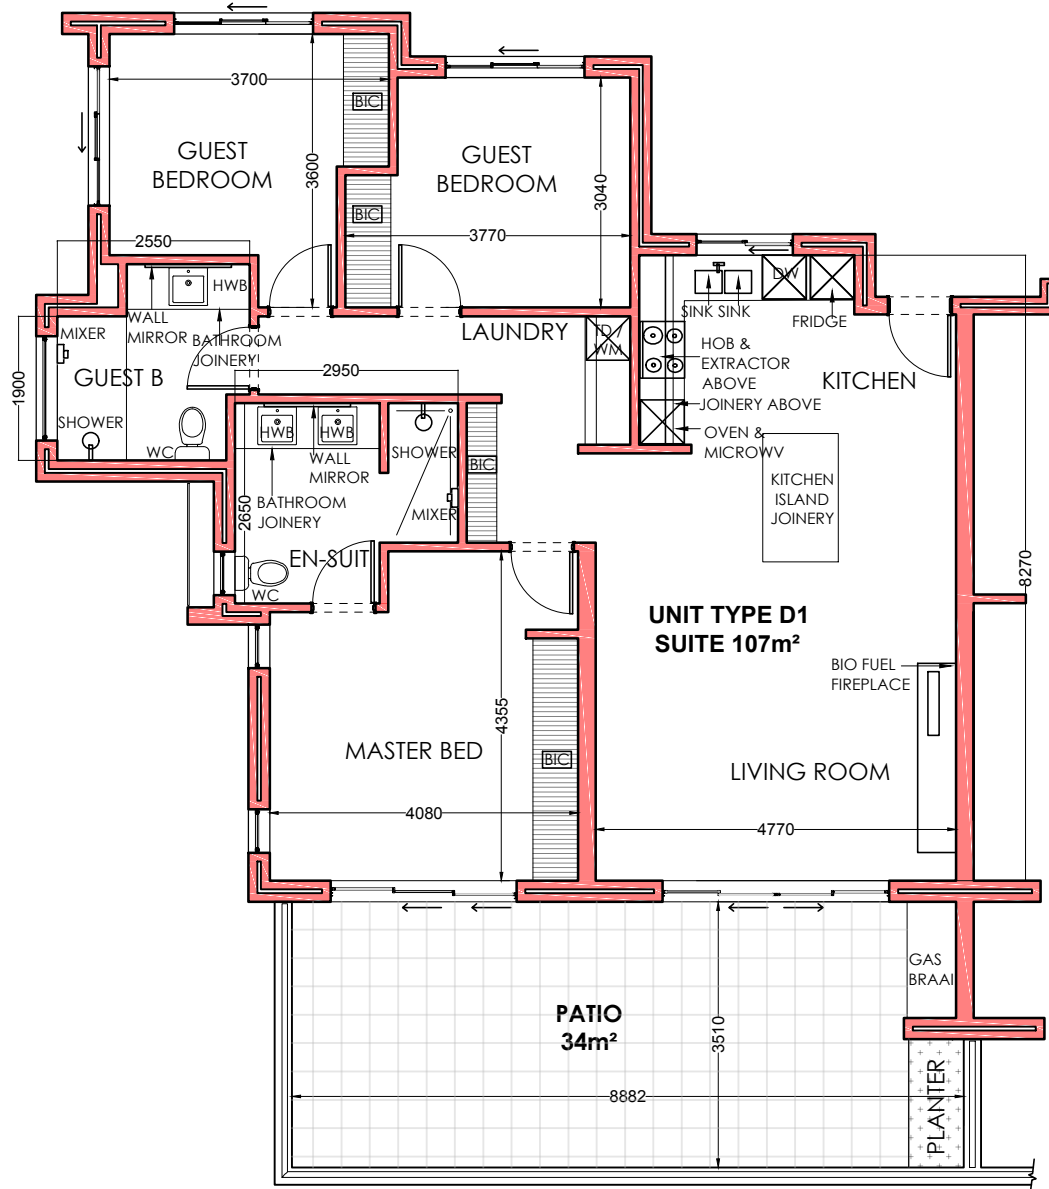 3700
BIC
GUEST
BEDROOM
3600
GUEST
BEDROOM
3040
BIC
3770
2550
HWB
WALL
MIRROR
BATHROOM
JOINERY
MIXER
GUEST B
1900
SHOWER
WC
LAUNDRY
TD /
WM
DW
SINK SINK
FRIDGE
HOB &
EXTRACTOR
ABOVE
JOINERY ABOVE
OVEN &
MICROWV
KITCHEN
KITCHEN
ISLAND
JOINERY
2950
HWB
HWB
WALL
MIRROR
SHOWER
BIC
BATHROOM
JOINERY
2650
MIXER
EN-SUIT
WC
8270
UNIT TYPE D1
SUITE 107m²
BIO FUEL
FIREPLACE
4355
MASTER BED
BIC
LIVING ROOM
4080
4770
GAS
BRAAI
PATIO
34m²
3510
8882
PLANTER